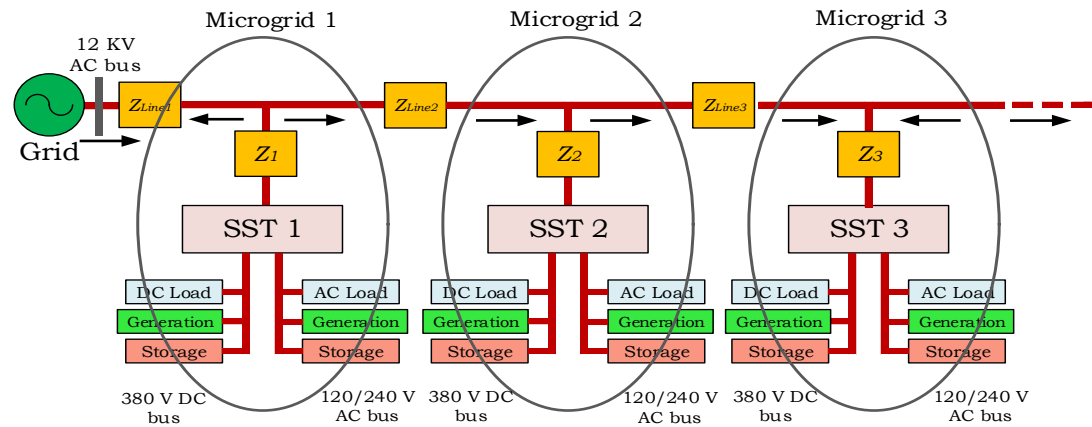 Microgrid 1
Microgrid 2
Microgrid 3
12 KV
AC bus
Grid
ZLine1
ZLine2
ZLine3
Z1
Z2
Z3
SST 1
SST 2
SST 3
DC Load
AC Load
DC Load
AC Load
DC Load
AC Load
Generation
Generation
Generation
Generation
Generation
Generation
Storage
Storage
Storage
Storage
Storage
Storage
380 V DC
bus
120/240 V
AC bus
380 V DC
bus
120/240 V
AC bus
380 V DC
bus
120/240 V
AC bus